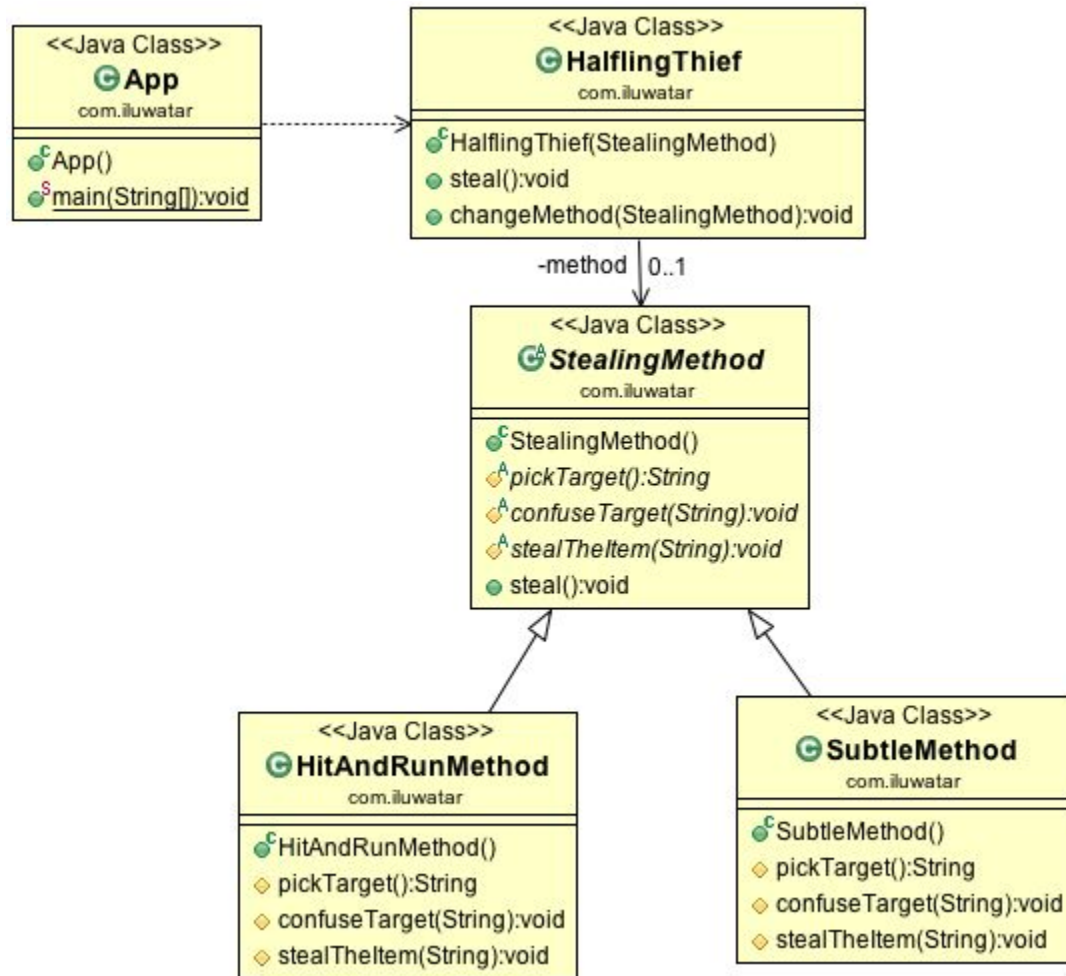 <<Java Class>>
App
com.iluwatar
App()
main(String[]):void
<<Java Class>>
HalflingThief
com.iluwatar
HalflingThief(StealingMethod)
steal():void
changeMethod(StealingMethod):void
-method 0..1
<<Java Class>>
StealingMethod
com.iluwatar
StealingMethod()
pickTarget():String
confuseTarget(String):void
stealTheItem(String):void
steal():void
<<Java Class>>
HitAndRunMethod
com.iluwatar
HitAndRunMethod()
pickTarget():String
confuseTarget(String):void
stealTheItem(String):void
<<Java Class>>
SubtleMethod
com.iluwatar
SubtleMethod()
pickTarget():String
confuseTarget(String):void
stealTheItem(String):void